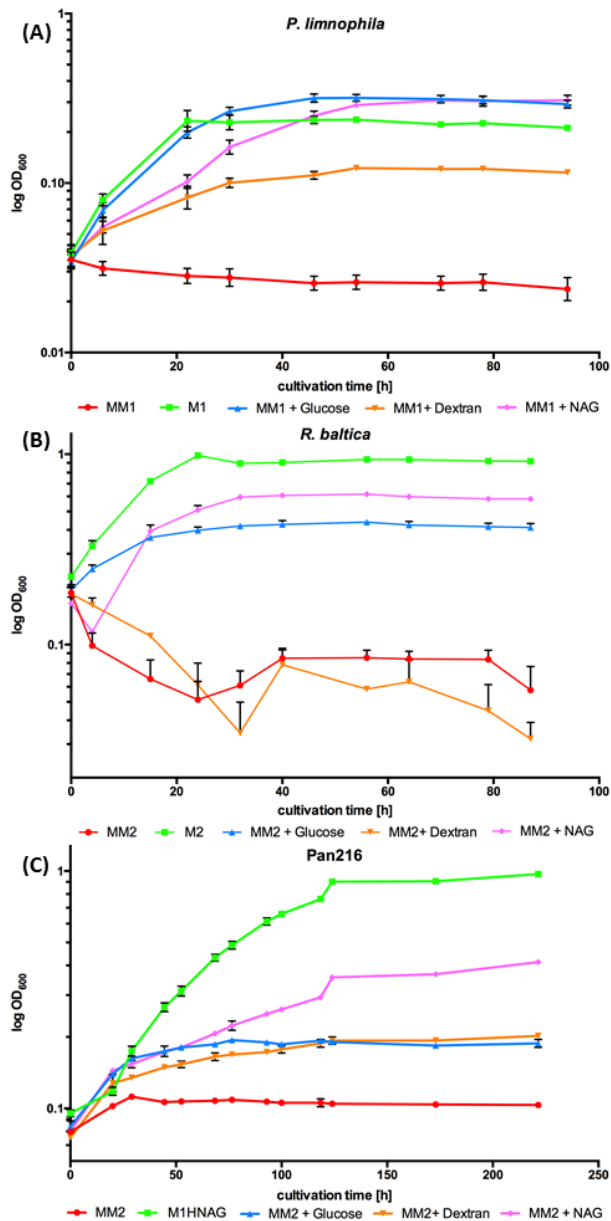 (A)
P. limnophila
1
0.10
0.01
log OD600
0 20 40 60 80 100
cultivation time [h]
MM1 M1 MM1 + Glucose MM1+ Dextran MM1 + NAG
(B)
R. baltica
1
0.1
log OD600
0 20 40 60 80 100
cultivation time [h]
MM2 M2 MM2 + Glucose MM2+ Dextran MM2 + NAG
(C)
Pan216
1
0.1
log OD600
0 50 100 150 200 250
cultivation time [h]
MM2 M1HNAG MM2 + Glucose MM2+ Dextran MM2 + NAG